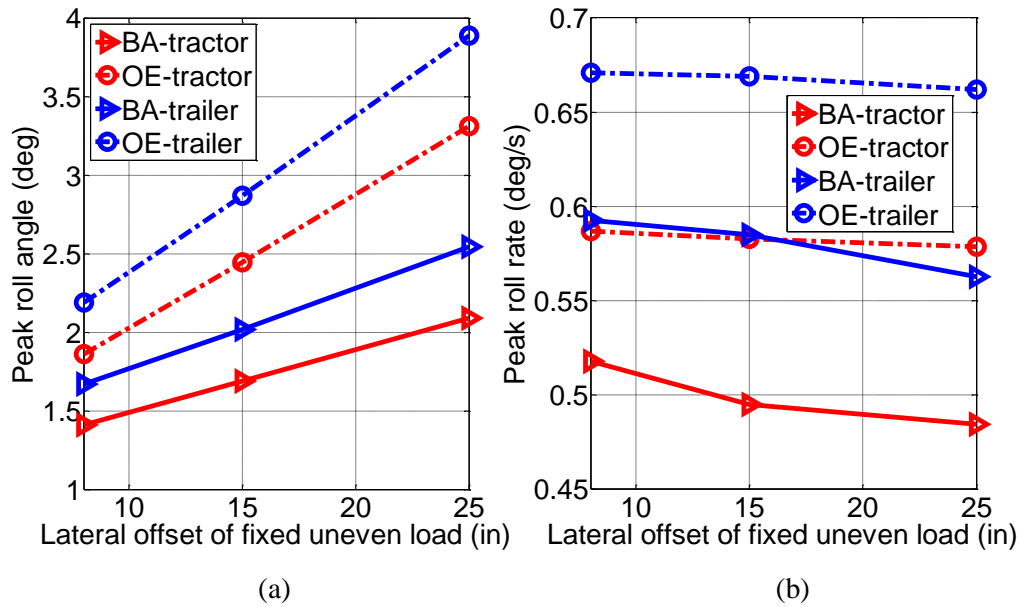 4
3.5
3
2.5
2
1.5
1
Peak roll angle (deg)
BA-tractor
OE-tractor
BA-trailer
OE-trailer
10 15 20 25
Lateral offset of fixed uneven load (in)
(a)
0.7
0.65
0.6
0.55
0.5
0.45
Peak roll rate (deg/s)
BA-tractor
OE-tractor
BA-trailer
OE-trailer
10 15 20 25
Lateral offset of fixed uneven load (in)
(b)